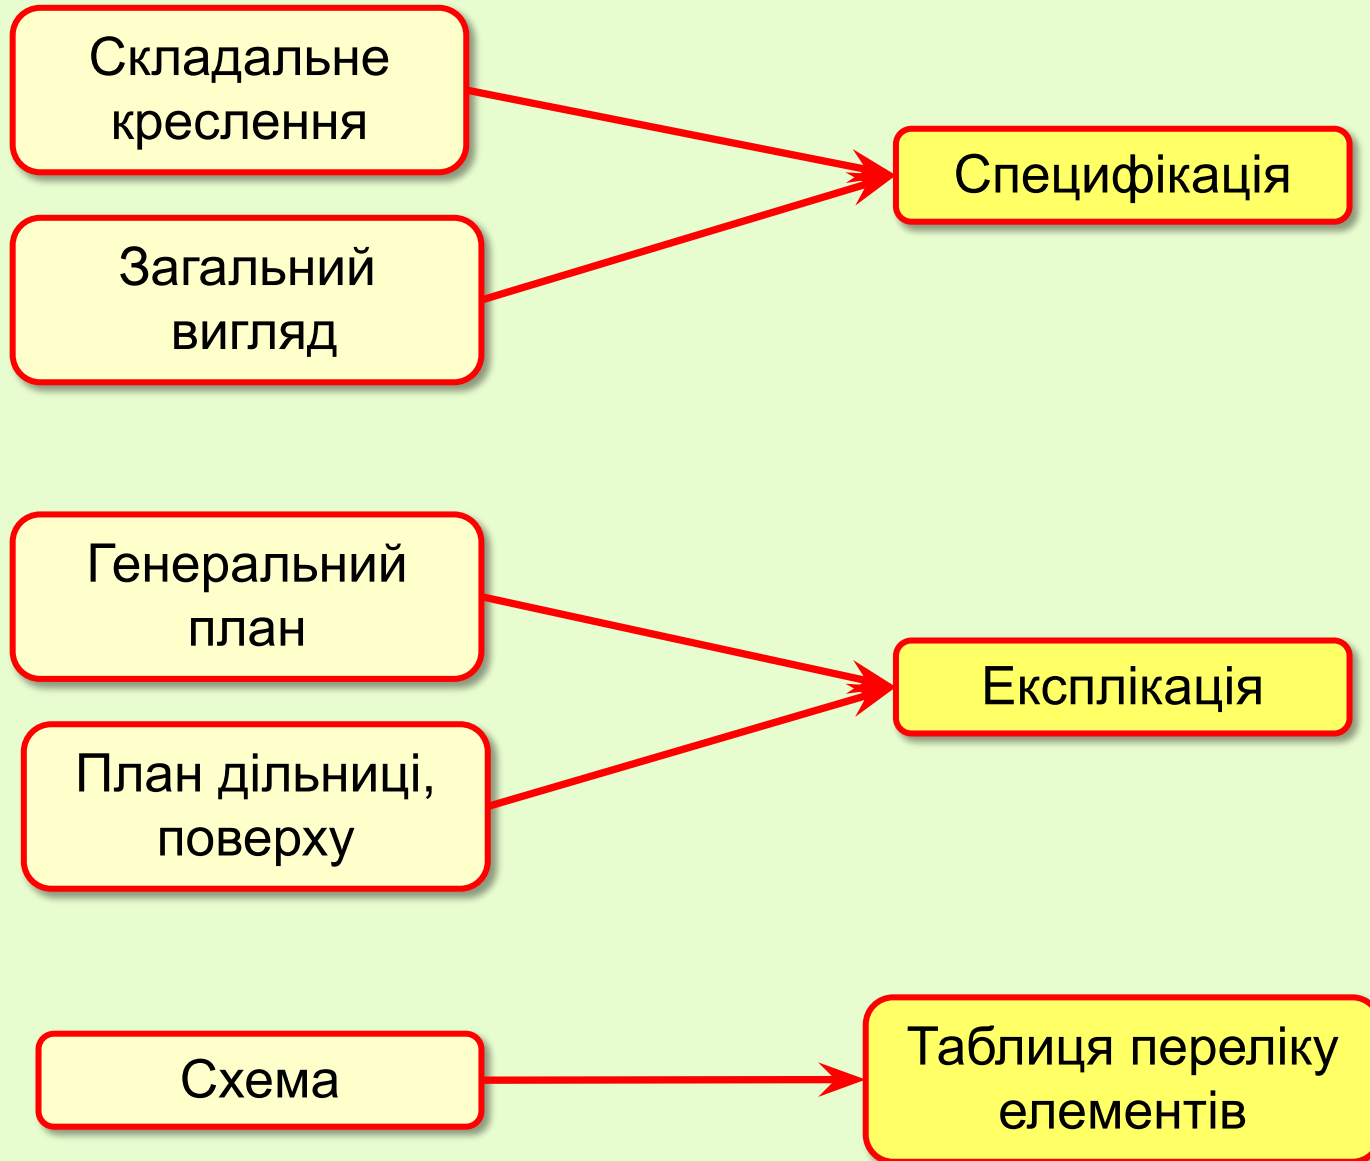 Складальне
креслення
Специфікація
Загальний
вигляд
Генеральний
план
Експлікація
План дільниці,
поверху
Схема
Таблиця переліку
елементів